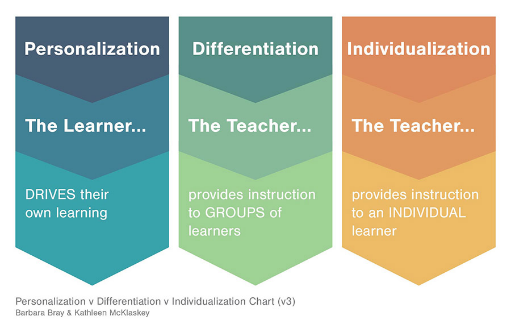 Personalization
Differentiation
Individualization
The Learner...
The Teacher...
The Teacher...
DRIVES their
own learning
provides instruction
to GROUPS of
learners
provides instruction
to an INDIVIDUAL
learner
Personalization v Differentiation v Individualization Chart (v3)
Barbara Bray & Kathleen McKlaskey